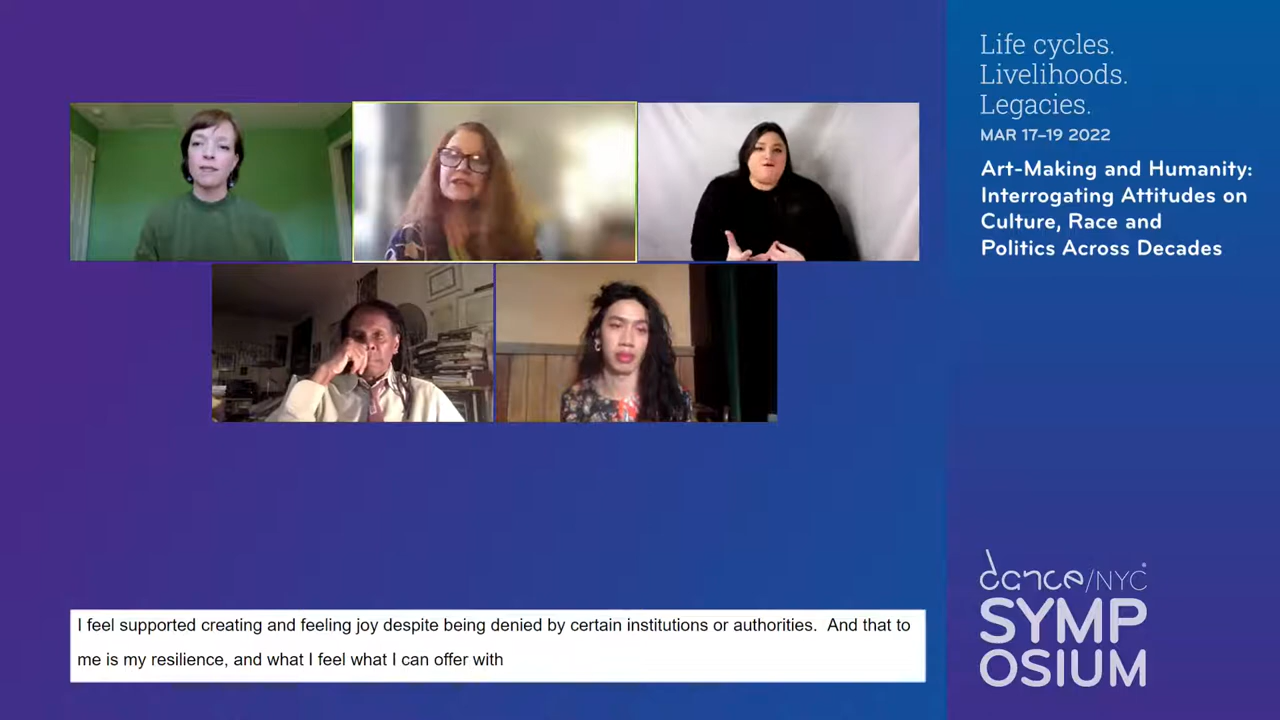 Life cycles.
Livelihoods.
Legacies.
MAR 17–19 2022
Art-Making and Humanity:
Interrogating Attitudes on
Culture, Race and
Politics Across Decades
I feel supported creating and feeling joy despite being denied by certain institutions or authorities.  And that to
me is my resilience, and what I feel what I can offer with
dance/NYC
SYMP
OSIUM